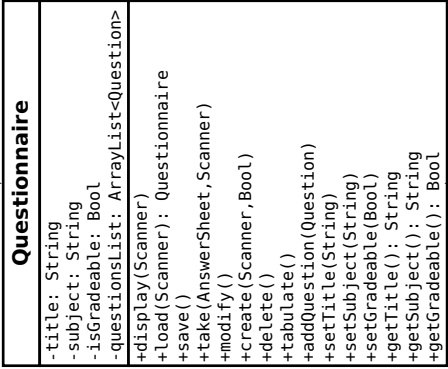 Questionnaire
-title: String
-subject: String
-isGradeable: Bool
-questionsList: ArrayList<Question>
+display(Scanner)
+load(Scanner): Questionnaire
+save()
+take(AnswerSheet,Scanner)
+modify()
+create(Scanner,Bool)
+delete()
+tabulate()
+addQuestion(Question)
+setTitle(String)
+setSubject(String)
+setGradeable(Bool)
+getTitle(): String
+getSubject(): String
+getGradeable(): Bool